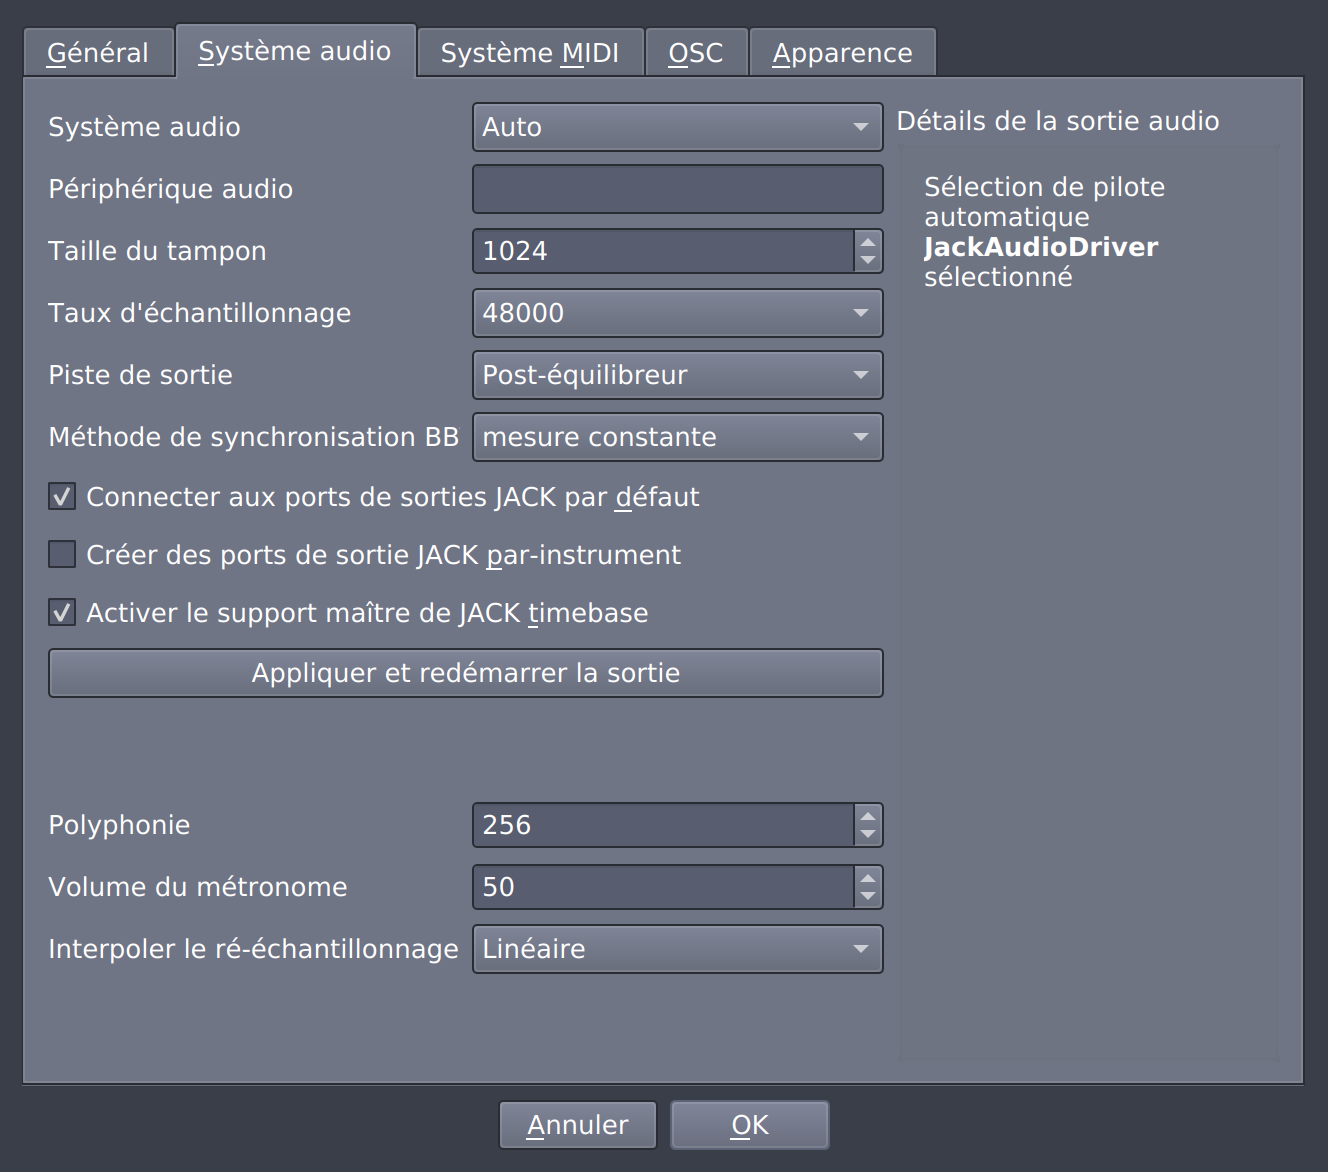 Général
Système audio
Système MIDI
OSC
Apparence
Système audio
Auto
Périphérique audio
Taille du tampon
1024
Taux d'échantillonnage
48000
Piste de sortie
Post-équilibreur
Méthode de synchronisation BB
mesure constante
Connecter aux ports de sorties JACK par défaut
Créer des ports de sortie JACK par-instrument
Activer le support maître de JACK timebase
Appliquer et redémarrer la sortie
Polyphonie
256
Volume du métronome
50
Interpoler le ré-échantillonnage
Linéaire
Détails de la sortie audio
Sélection de pilote
automatique
JackAudioDriver
sélectionné
Annuler
OK